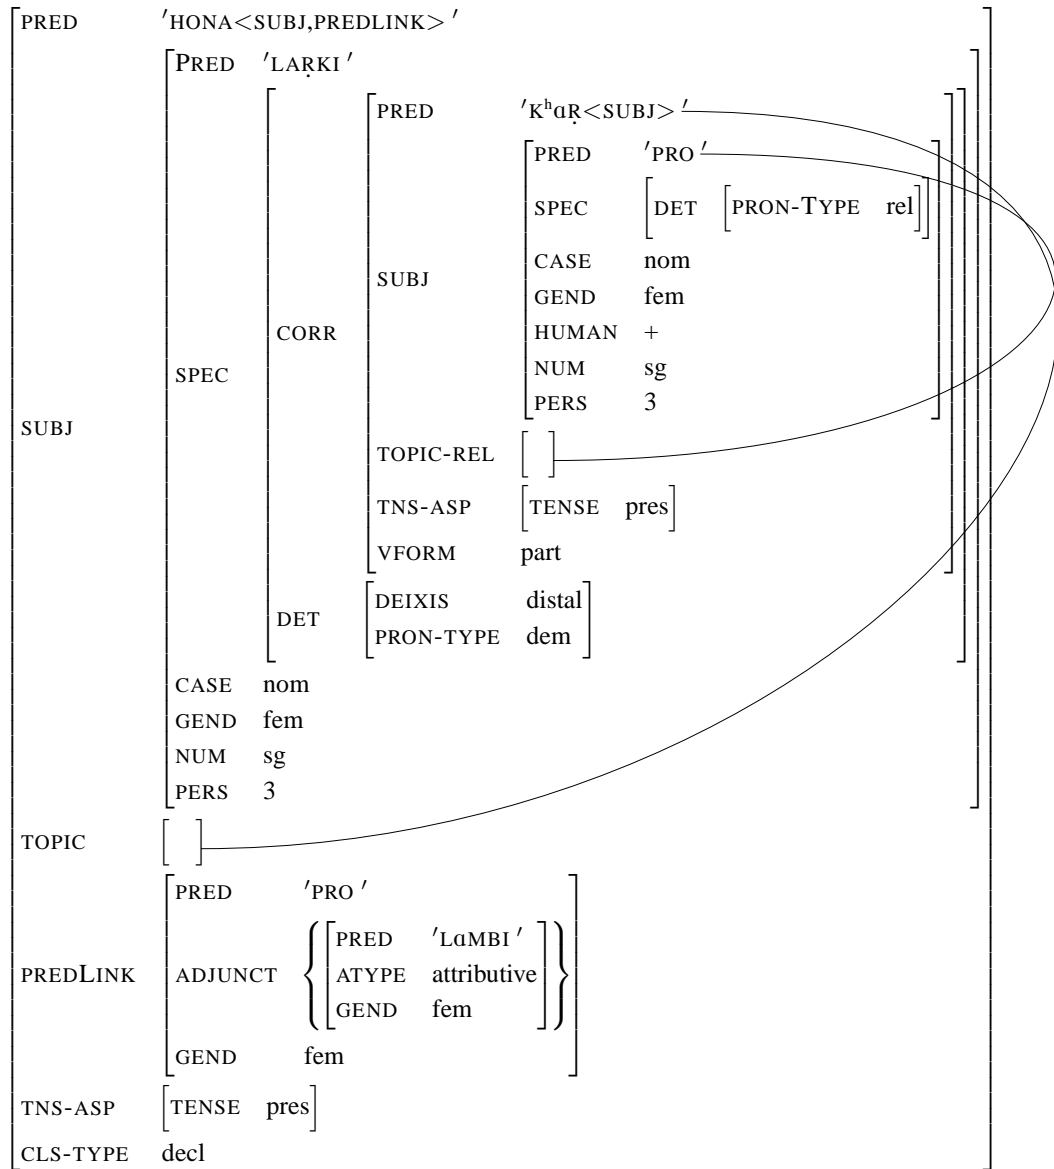 PRED 'HONA<SUBJ,PREDLINK>'
PRED 'LAṚKI'
PRED 'KʰɑṚ<SUBJ>'
PRED 'PRO'
SPEC [DET [PRON-TYPE rel]]
SUBJ
CASE nom
GEND fem
CORR
HUMAN +
SPEC
NUM sg
PERS 3
SUBJ
TOPIC-REL [ ]
TNS-ASP [TENSE pres]
VFORM part
DET
DEIXIS distal
PRON-TYPE dem
CASE nom
GEND fem
NUM sg
PERS 3
TOPIC [ ]
PRED 'PRO'
PRED 'LɑMBI'
PREDLINK ADJUNCT ATYPE attributive
GEND fem
GEND fem
TNS-ASP [TENSE pres]
CLS-TYPE decl